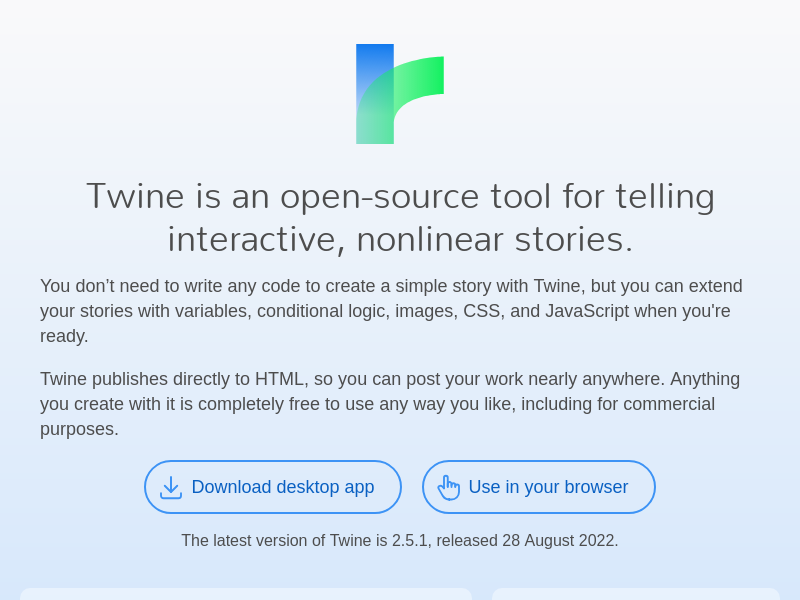 Twine is an open-source tool for telling
interactive, nonlinear stories.
You don’t need to write any code to create a simple story with Twine, but you can extend
your stories with variables, conditional logic, images, CSS, and JavaScript when you're
ready.
Twine publishes directly to HTML, so you can post your work nearly anywhere. Anything
you create with it is completely free to use any way you like, including for commercial
purposes.
Download desktop app
Use in your browser
The latest version of Twine is 2.5.1, released 28 August 2022.